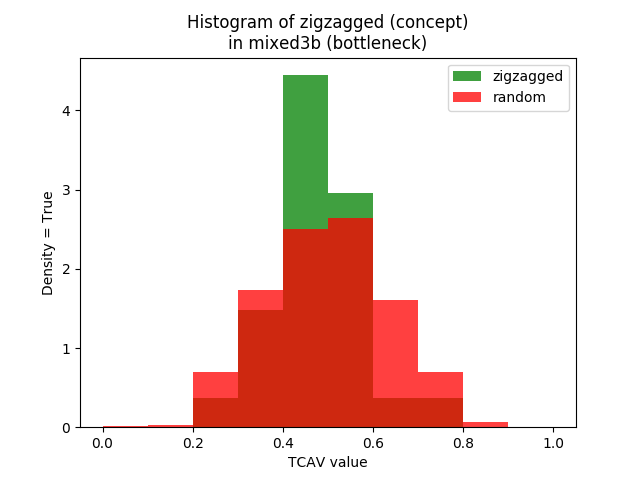 Histogram of zigzagged (concept)
in mixed3b (bottleneck)
zigzagged
random
Density = True
4
3
2
1
0
0.0 0.2 0.4 0.6 0.8 1.0
TCAV value